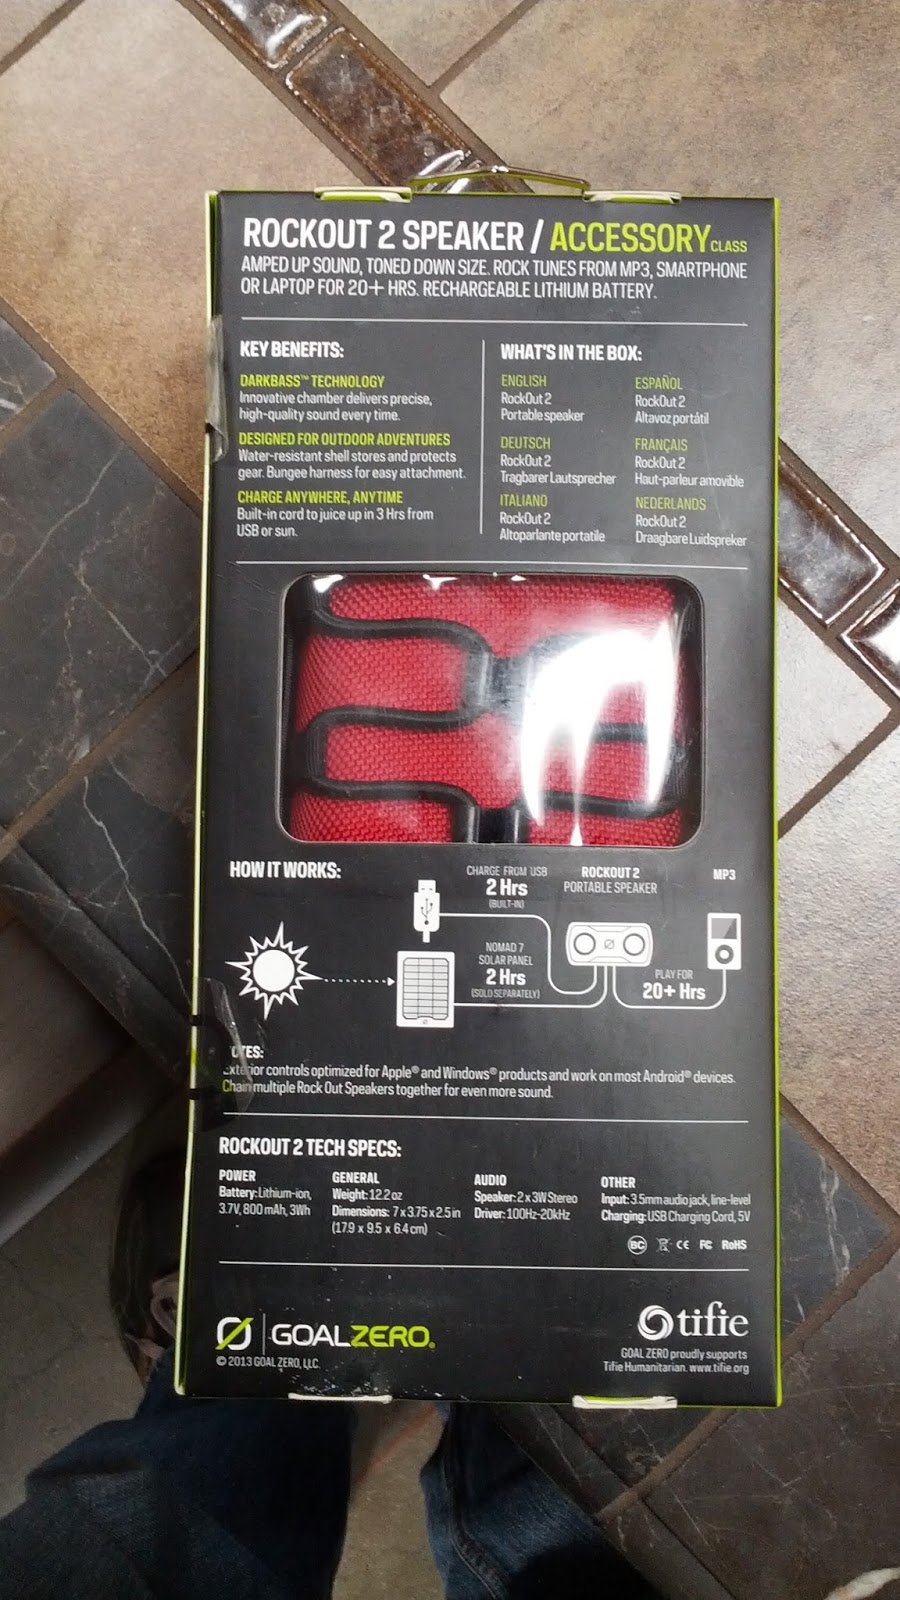 ROCKOUT 2 SPEAKER / ACCESSORY CLASS
AMPED UP SOUND, TONED DOWN SIZE. ROCK TUNES FROM MP3, SMARTPHONE
OR LAPTOP FOR 20+ HRS. RECHARGEABLE LITHIUM BATTERY.
KEY BENEFITS:
DARKBASS™ TECHNOLOGY
Innovative chamber delivers precise,
high-quality sound every time.
DESIGNED FOR OUTDOOR ADVENTURES
Water-resistant shell stores and protects
gear. Bungee harness for easy attachment.
CHARGE ANYWHERE, ANYTIME
Built-in cord to juice up in 3 Hrs from
USB or sun.
WHAT'S IN THE BOX:
ENGLISH
RockOut 2
Portable speaker
ESPAÑOL
RockOut 2
Altavoz portátil
DEUTSCH
RockOut 2
Tragbarer Lautsprecher
FRANÇAIS
RockOut 2
Haut-parleur amovible
ITALIANO
RockOut 2
Altoparlante portatile
NEDERLANDS
RockOut 2
Draagbare Luidspreker
HOW IT WORKS:
CHARGE FROM USB
2 Hrs
(BUILT-IN)
ROCKOUT 2
PORTABLE SPEAKER
MP3
NOMAD 7
SOLAR PANEL
2 Hrs
(SOLD SEPARATELY)
PLAY FOR
20+ Hrs
Exterior controls optimized for Apple® and Windows® products and work on most Android® devices.
Chain multiple Rock Out Speakers together for even more sound.
ROCKOUT 2 TECH SPECS:
POWER
Battery: Lithium-ion,
3.7V, 800 mAh, 3Wh
GENERAL
Weight: 12.2 oz
Dimensions: 7 x 3.75 x 2.5 in
(17.9 x 9.5 x 6.4 cm)
AUDIO
Speaker: 2 x 3W Stereo
Driver: 100Hz-20kHz
OTHER
Input: 3.5mm audio jack, line-level
Charging: USB Charging Cord, 5V
BC CE FC RoHS
GOALZERO®
© 2013 GOAL ZERO, LLC.
tifie
GOAL ZERO proudly supports
Tifie Humanitarian. www.tifie.org